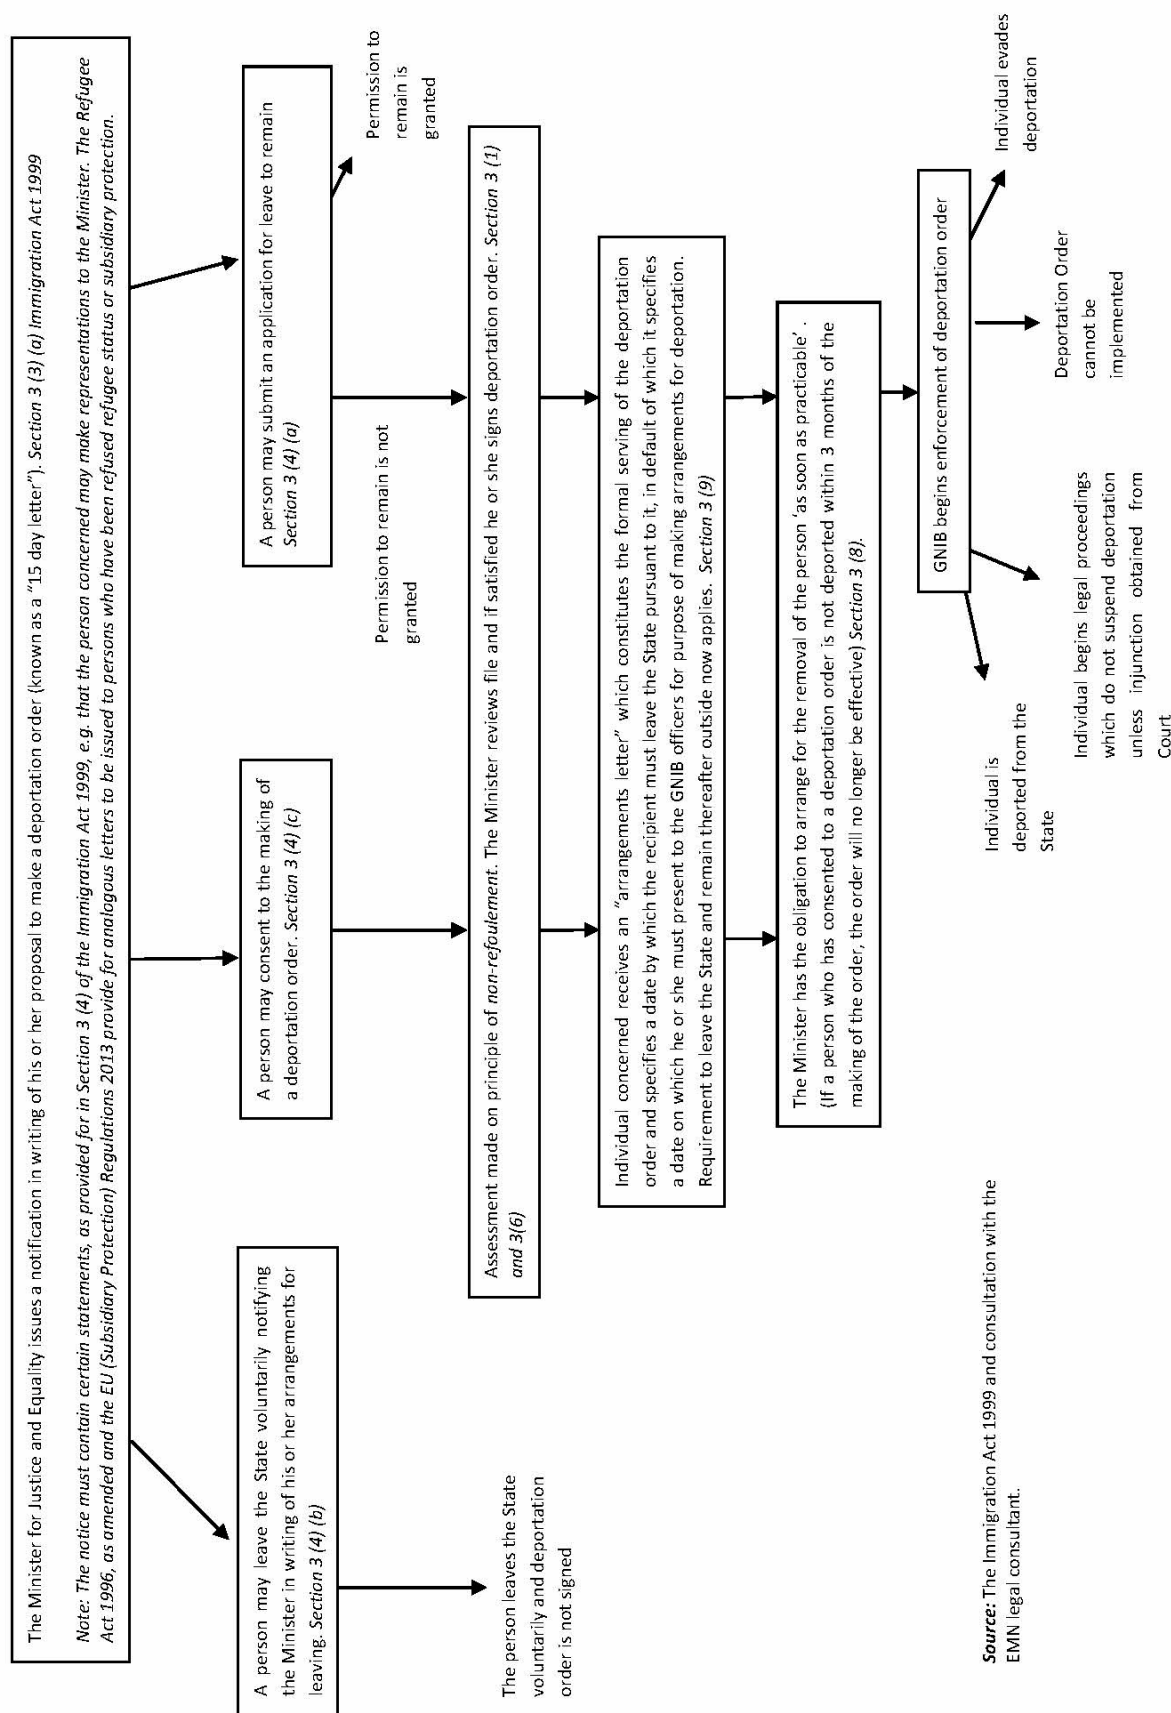 The Minister for Justice and Equality issues a notification in writing of his or her proposal to make a deportation order (known as a "15 day letter"). Section 3 (3) (a) Immigration Act 1999
Note: The notice must contain certain statements, as provided for in Section 3 (4) of the Immigration Act 1999, e.g. that the person concerned may make representations to the Minister. The Refugee
Act 1996, as amended and the EU (Subsidiary Protection) Regulations 2013 provide for analogous letters to be issued to persons who have been refused refugee status or subsidiary protection.
A person may leave the State voluntarily notifying
the Minister in writing of his or her arrangements for
leaving. Section 3 (4) (b)
A person may consent to the making of
a deportation order. Section 3 (4) (c)
A person may submit an application for leave to remain
Section 3 (4) (a)
Permission to remain is not
granted
Permission to
remain is
granted
The person leaves the State
voluntarily and deportation
order is not signed
Assessment made on principle of non-refoulement. The Minister reviews file and if satisfied he or she signs deportation order. Section 3 (1)
and 3(6)
Individual concerned receives an "arrangements letter" which constitutes the formal serving of the deportation
order and specifies a date by which the recipient must leave the State pursuant to it, in default of which it specifies
a date on which he or she must present to the GNIB officers for purpose of making arrangements for deportation.
Requirement to leave the State and remain thereafter outside now applies. Section 3 (9)
The Minister has the obligation to arrange for the removal of the person 'as soon as practicable' .
(If a person who has consented to a deportation order is not deported within 3 months of the
making of the order, the order will no longer be effective) Section 3 (8).
GNIB begins enforcement of deportation order
Individual is
deported from the
State
Individual begins legal proceedings
which do not suspend deportation
unless injunction obtained from
Court
Deportation Order
cannot be
implemented
Individual evades
deportation
Source: The Immigration Act 1999 and consultation with the
EMN legal consultant.